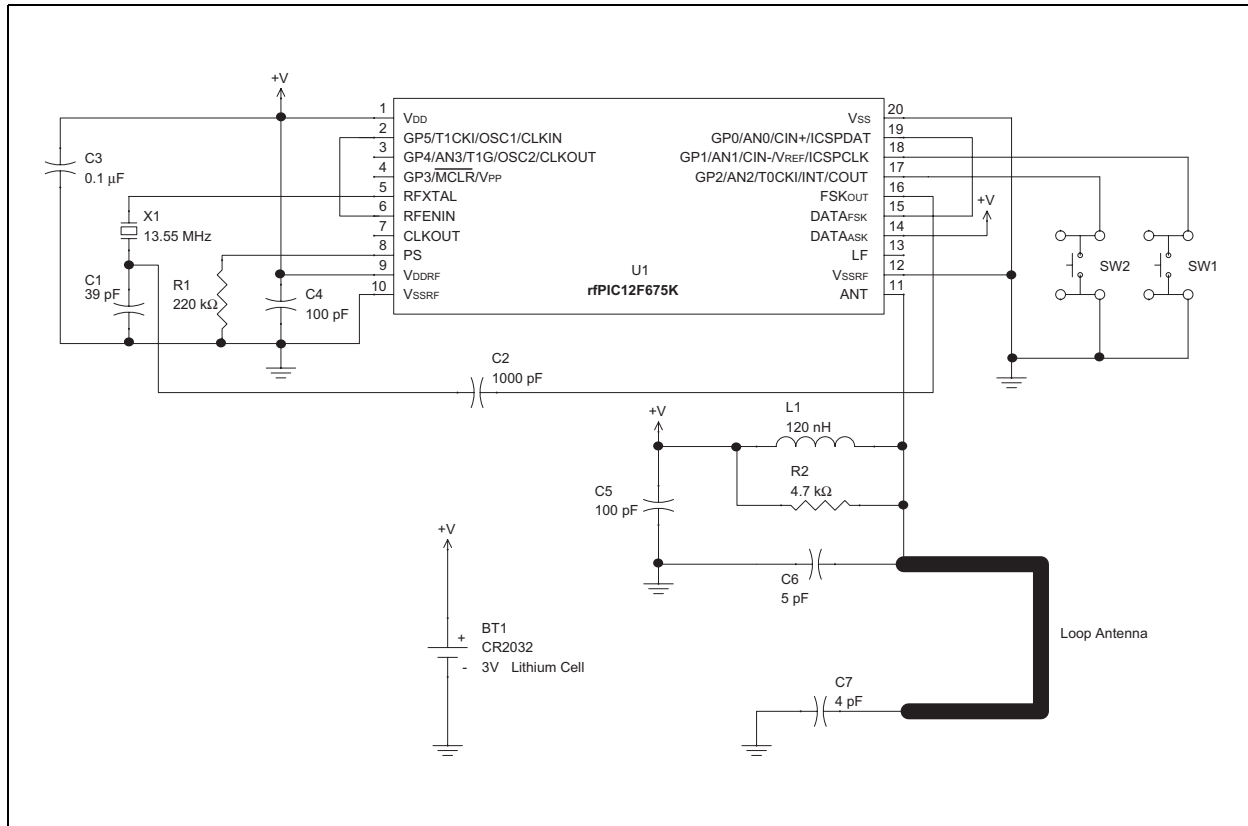 +V
C3
0.1 µF
X1
13.55 MHz
C1
39 pF
R1
220 kΩ
C4
100 pF
1 VDD
2 GP5/T1CKI/OSC1/CLKIN
3 GP4/AN3/T1G/OSC2/CLKOUT
4 GP3/MCLR/VPP
5 RFXTAL
6 RFENIN
7 CLKOUT
8 PS
9 VDDRF
10 VSSRF
U1
rfPIC12F675K
VSS 20
GP0/AN0/CIN+/ICSPDAT 19
GP1/AN1/CIN-/VREF/ICSPCLK 18
GP2/AN2/T0CKI/INT/COUT 17
FSKOUT 16
DATAFSK 15
DATAASK 14
LF 13
VSSRF 12
ANT 11
+V
SW2
SW1
C2
1000 pF
+V
L1
120 nH
R2
4.7 kΩ
C5
100 pF
C6
5 pF
+V
+
BT1
CR2032
- 3V Lithium Cell
Loop Antenna
C7
4 pF